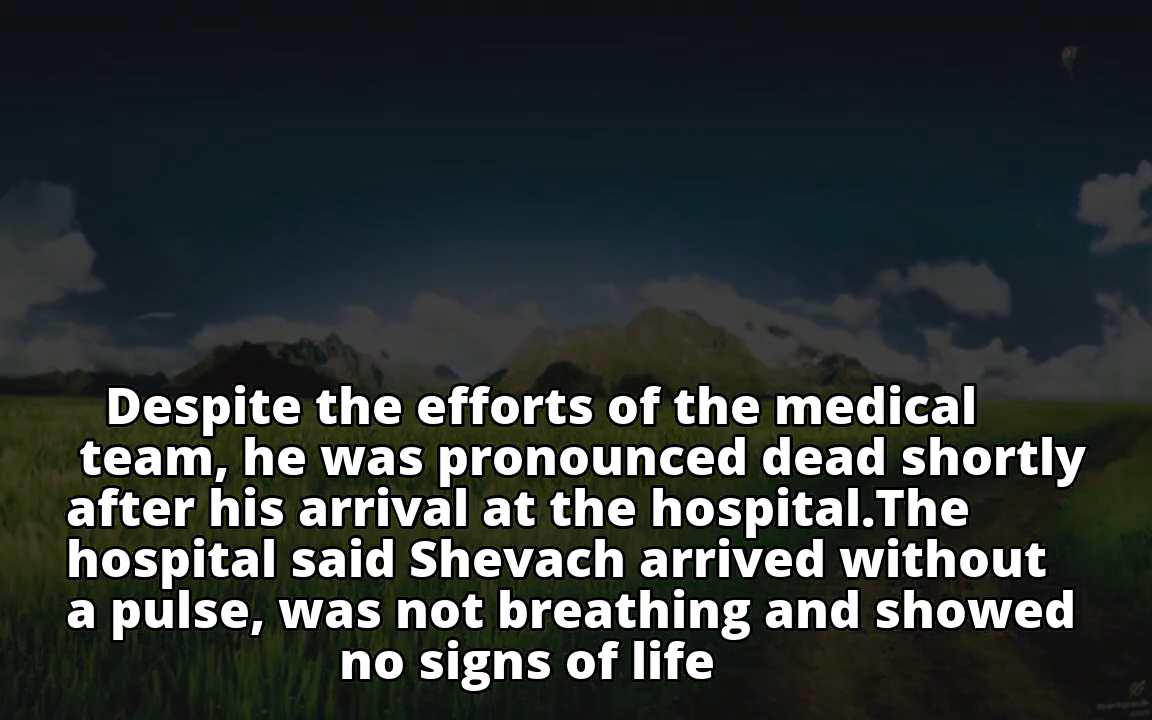 Despite the efforts of the medical
team, he was pronounced dead shortly
after his arrival at the hospital.The
hospital said Shevach arrived without
a pulse, was not breathing and showed
no signs of life